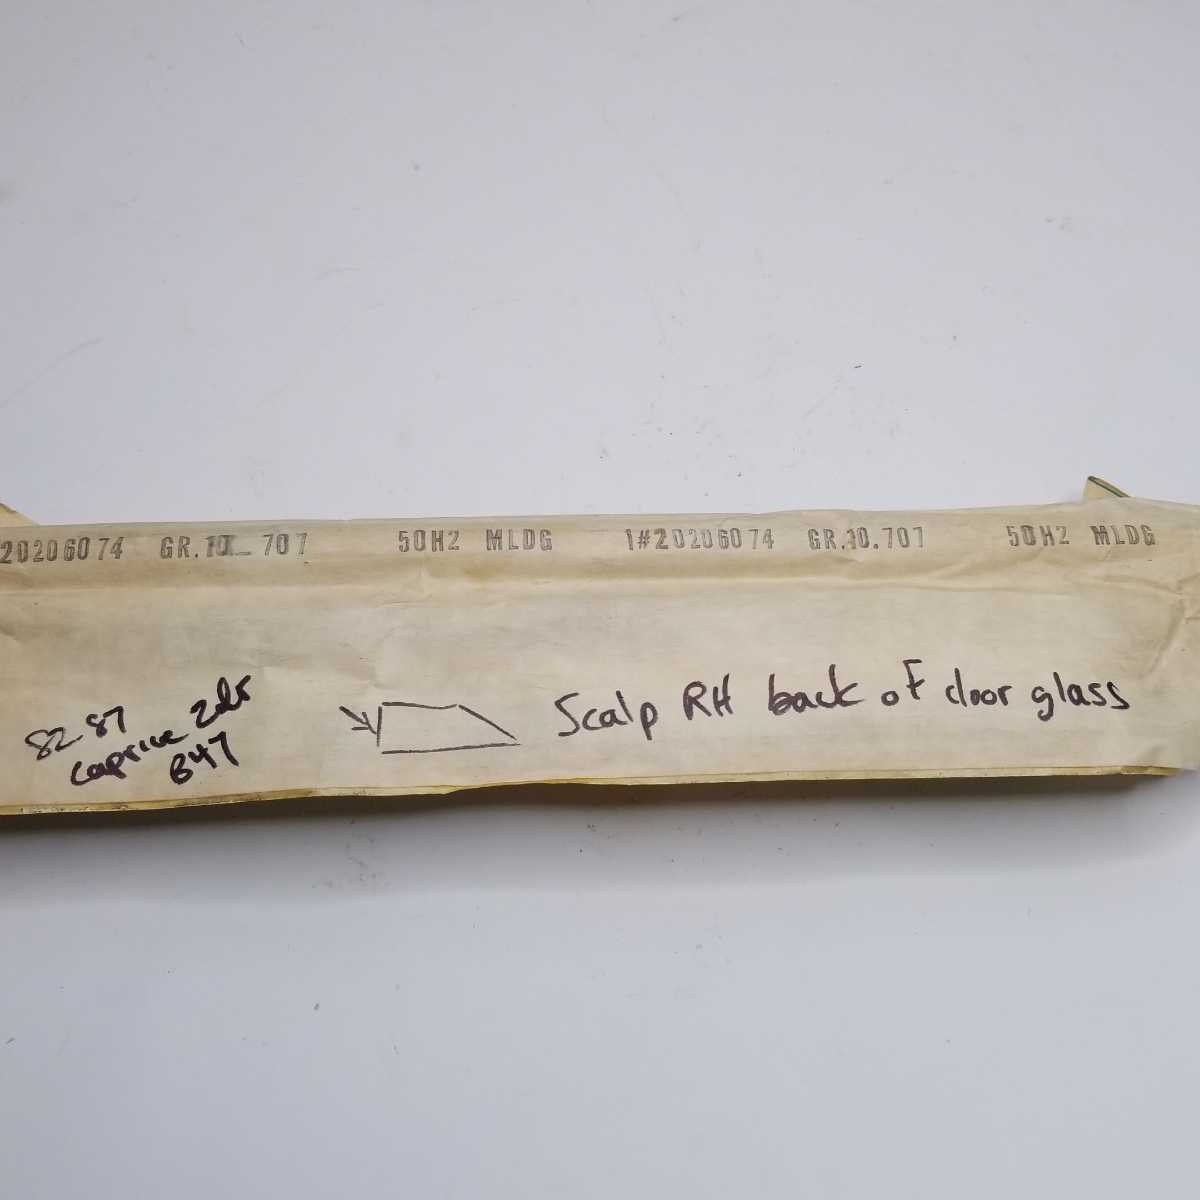 20206074 GR.10_ 707 50H2 MLDG 1#20206074 GR.10.707 50H2 MLDG
82-87
caprice 2dr
B47
Scalp RH back of door glass